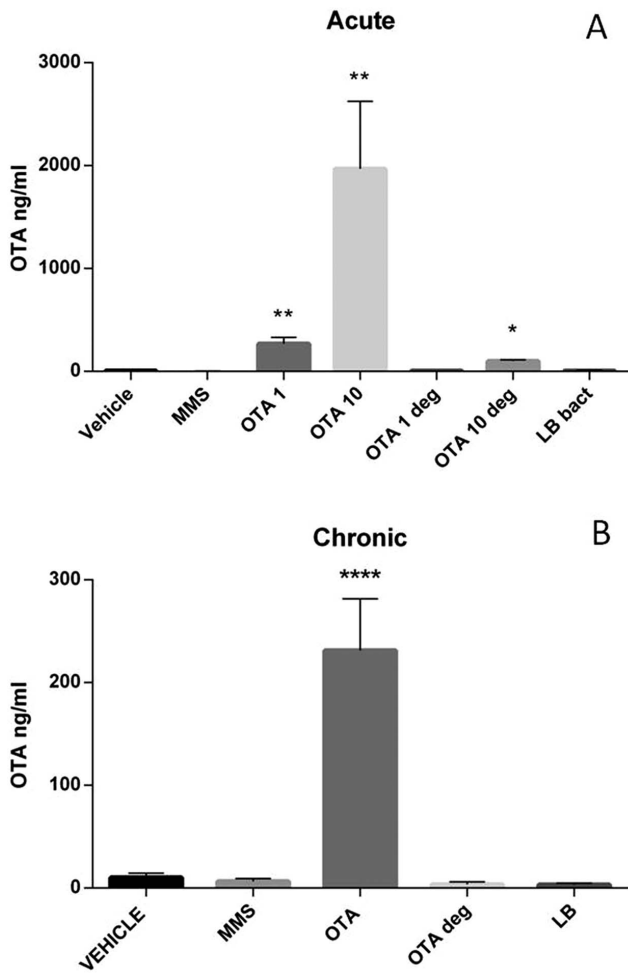 Acute
A
OTA ng/ml
3000
2000
1000
0
**
**
*
Vehicle
MMS
OTA 1
OTA 10
OTA 1 deg
OTA 10 deg
LB bact
Chronic
B
OTA ng/ml
300
200
100
0
****
VEHICLE
MMS
OTA
OTA deg
LB